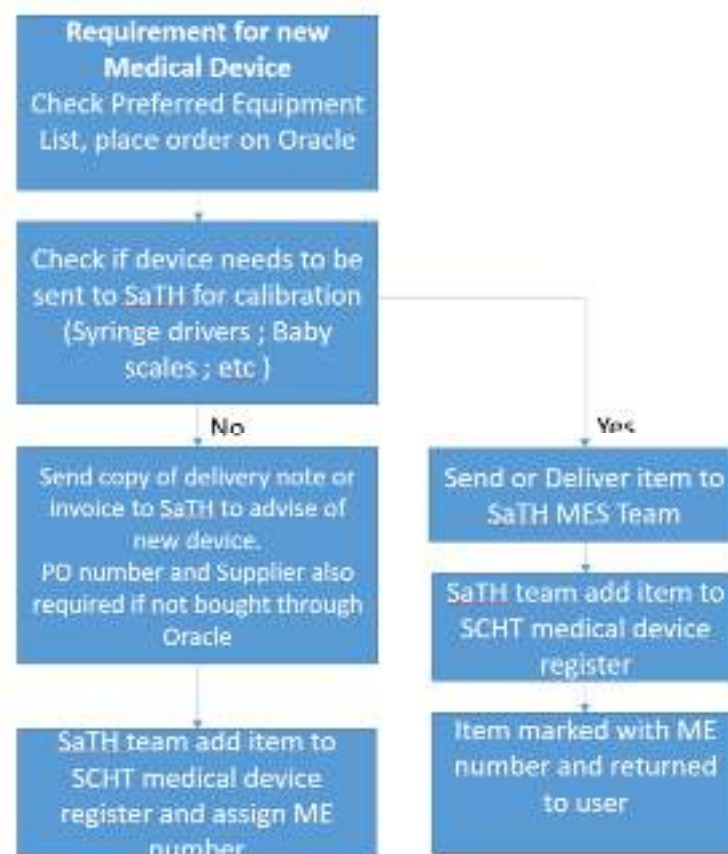 Requirement for new
Medical Device
Check Preferred Equipment
List, place order on Oracle
Check if device needs to be
sent to SaTH for calibration
(Syringe drivers ; Baby
scales ; etc )
No
Yes
Send copy of delivery note or
invoice to SaTH to advise of
new device.
PO number and Supplier also
required if not bought through
Oracle
Send or Deliver item to
SaTH MES Team
SaTH team add item to
SCHT medical device
register
SaTH team add item to
SCHT medical device
register and assign ME
number
Item marked with ME
number and returned
to user